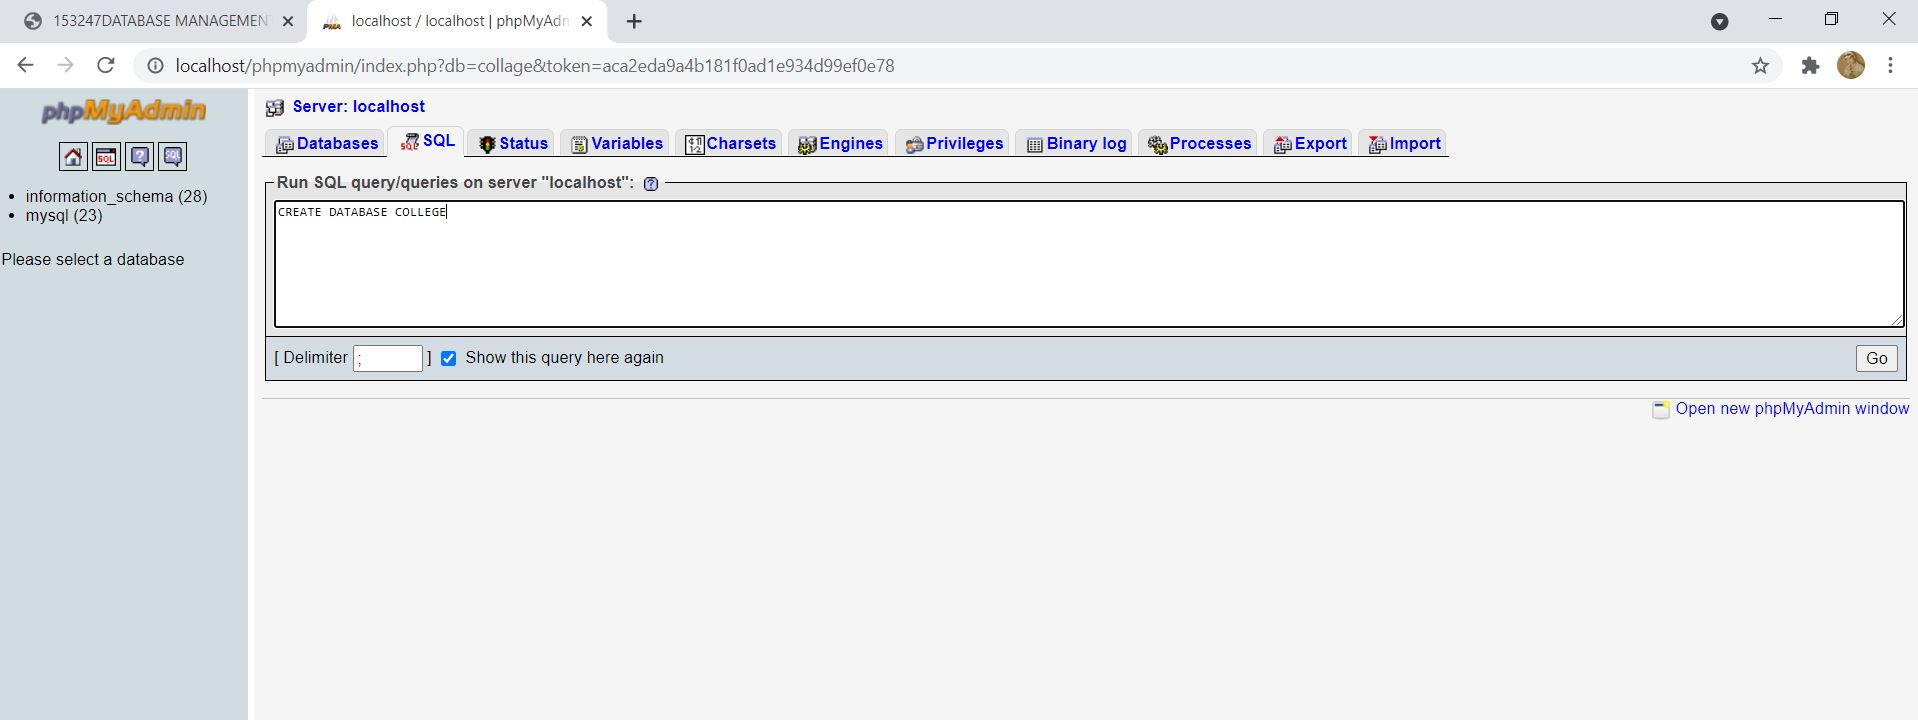 153247DATABASE MANAGEMEN
localhost / localhost | phpMyAdn
localhost/phpmyadmin/index.php?db=collage&token=aca2eda9a4b181f0ad1e934d99ef0e78
phpMyAdmin
SQL ? SQL
information_schema (28)
mysql (23)
Please select a database
Server: localhost
Databases SQL Status Variables Charsets Engines Privileges Binary log Processes Export Import
Run SQL query/queries on server "localhost": ?
CREATE DATABASE COLLEGE
[ Delimiter ; ] Show this query here again Go
Open new phpMyAdmin window